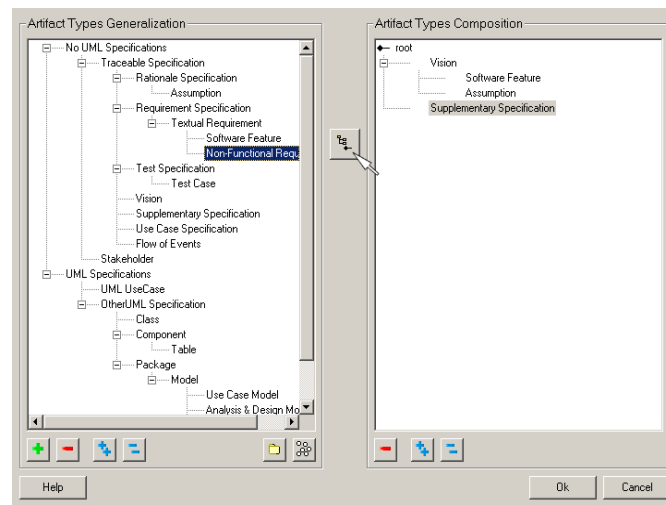 Artifact Types Generalization
No UML Specifications
Traceable Specification
Rationale Specification
Assumption
Requirement Specification
Textual Requirement
Software Feature
Non-Functional Requ
Test Specification
Test Case
Vision
Supplementary Specification
Use Case Specification
Flow of Events
Stakeholder
UML Specifications
UML UseCase
OtherUML Specification
Class
Component
Table
Package
Model
Use Case Model
Analysis & Design Mo
Artifact Types Composition
root
Vision
Software Feature
Assumption
Supplementary Specification
Help
Ok
Cancel